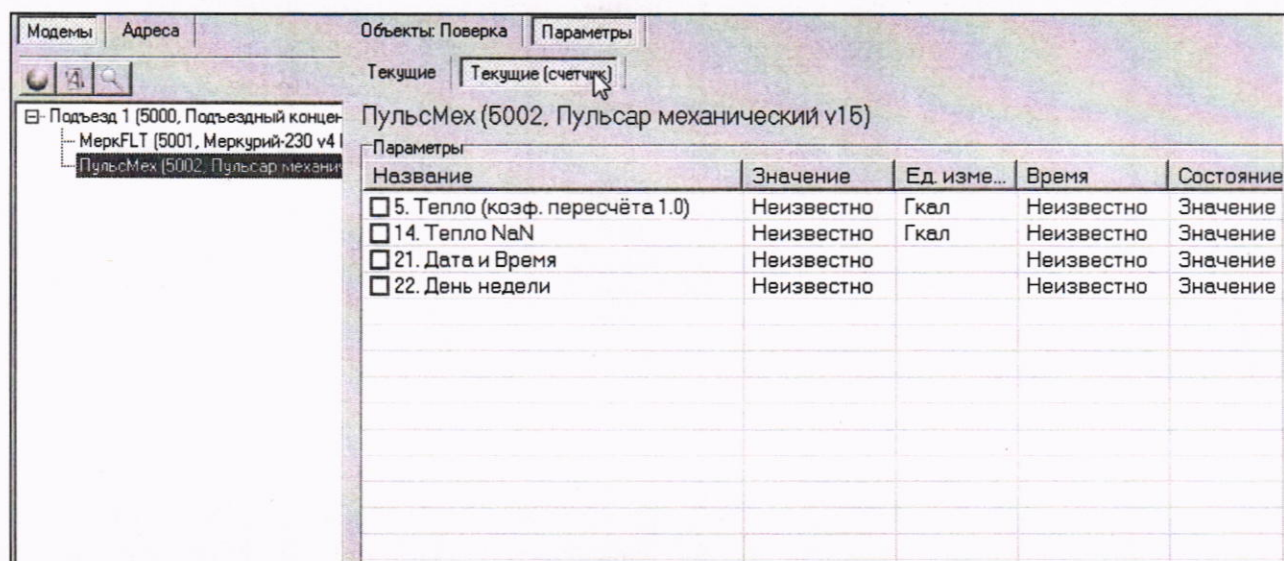 Модемы Адреса
Объекты: Поверка Параметры
Текущие Текущие (счетчик)
ПульсМех (5002, Пульсар механический v15)
Подъезд 1 (5000, Подъездный концен
МеркFLT (5001, Меркурий-230 v4
ПульсМех (5002, Пульсар механи
Параметры
Название Значение Ед. изме... Время Состояние
5. Тепло (коэф. пересчёта 1.0) Неизвестно Гкал Неизвестно Значение
14. Тепло NaN Неизвестно Гкал Неизвестно Значение
21. Дата и Время Неизвестно Неизвестно Значение
22. День недели Неизвестно Неизвестно Значение